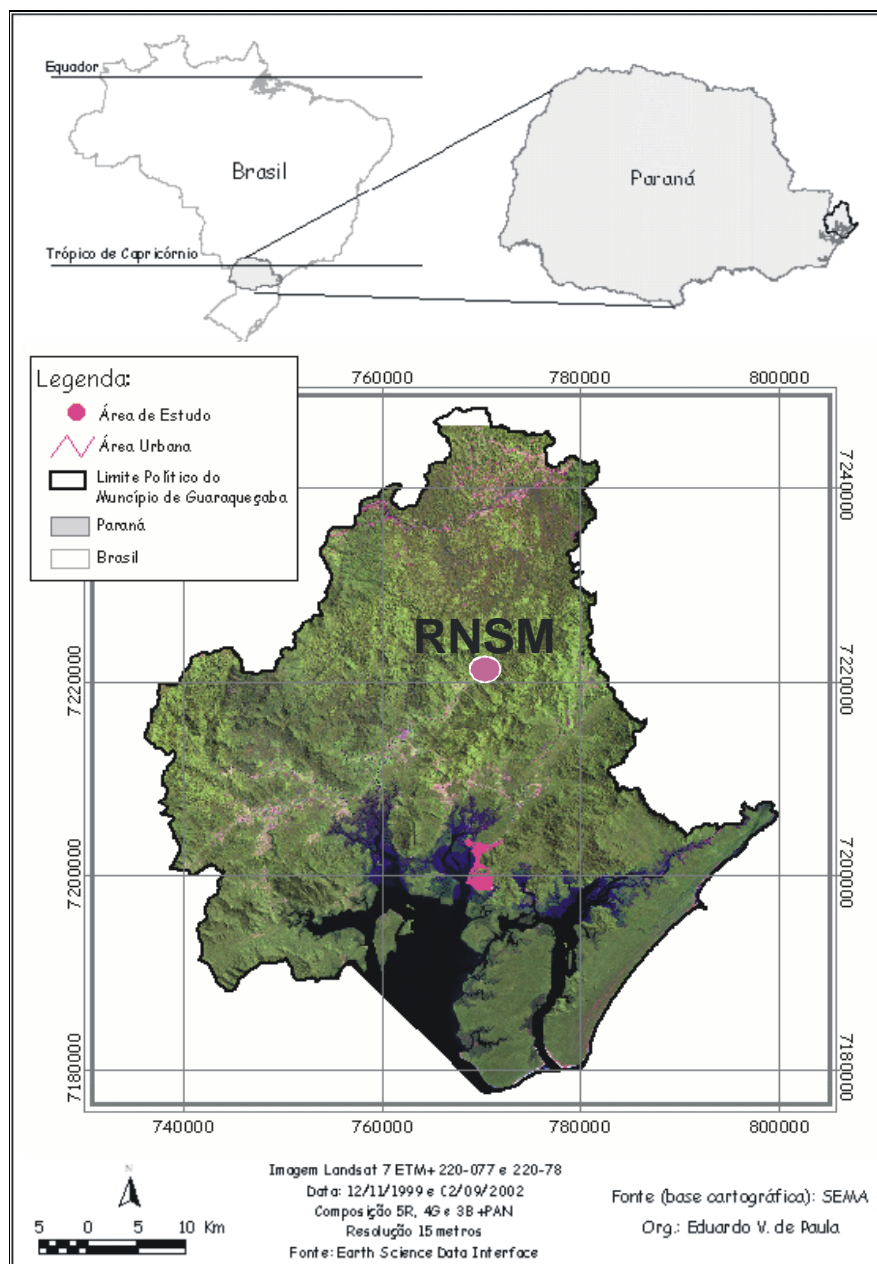 Equador
Brasil
Paraná
Trópico de Capricórnio
Legenda:
Área de Estudo
Área Urbana
Limite Político do
Muncípio de Guaraqueçaba
Paraná
Brasil
760000 780000 800000
7240000 7240000
RNSM
7220000 7220000
7200000 7200000
7180000 7180000
740000 760000 780000 800000
N
5 0 5 10 Km
Imagem Landsat 7 ETM+ 220-077 e 220-78
Data: 12/11/1999 e 02/09/2002
Composição 5R, 4G e 3B +PAN
Resolução 15 metros
Fonte: Earth Science Data Interface
Fonte (base cartográfica): SEMA
Org.: Eduardo V. de Paula